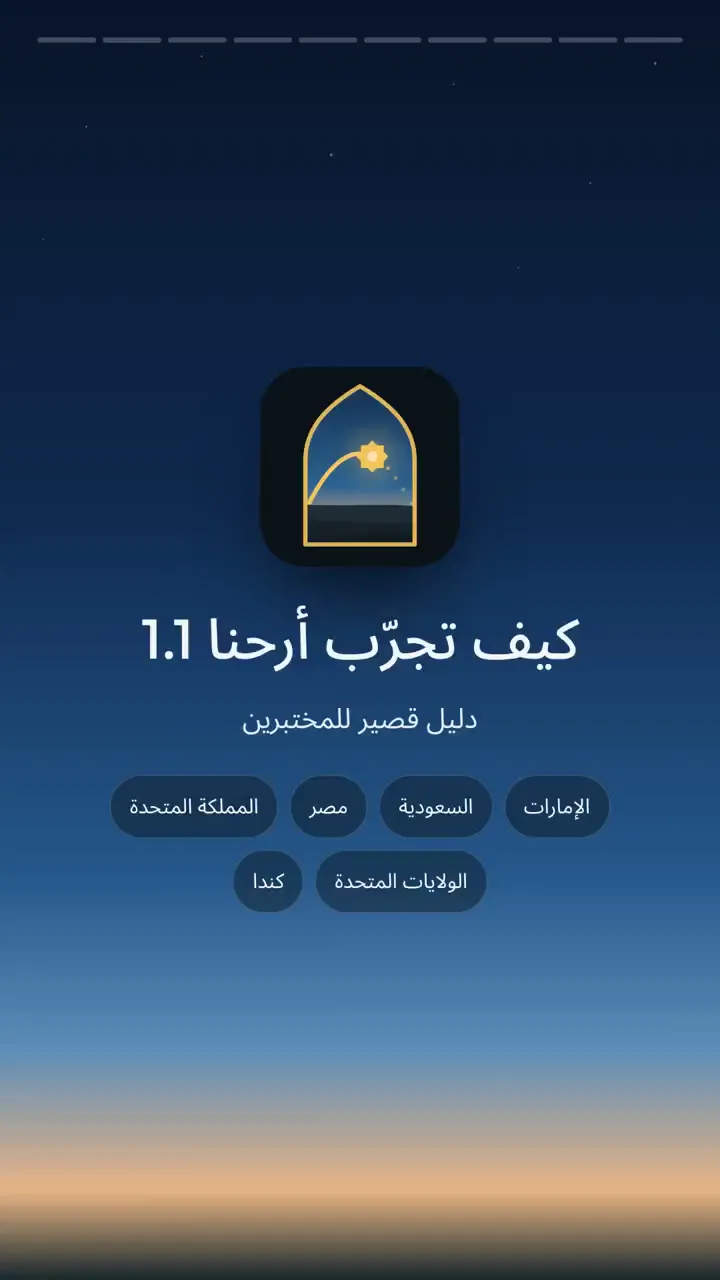 كيف تجرّب أرحنا 1.1
دليل قصير للمختبرين
الإمارات السعودية مصر المملكة المتحدة
الولايات المتحدة كندا